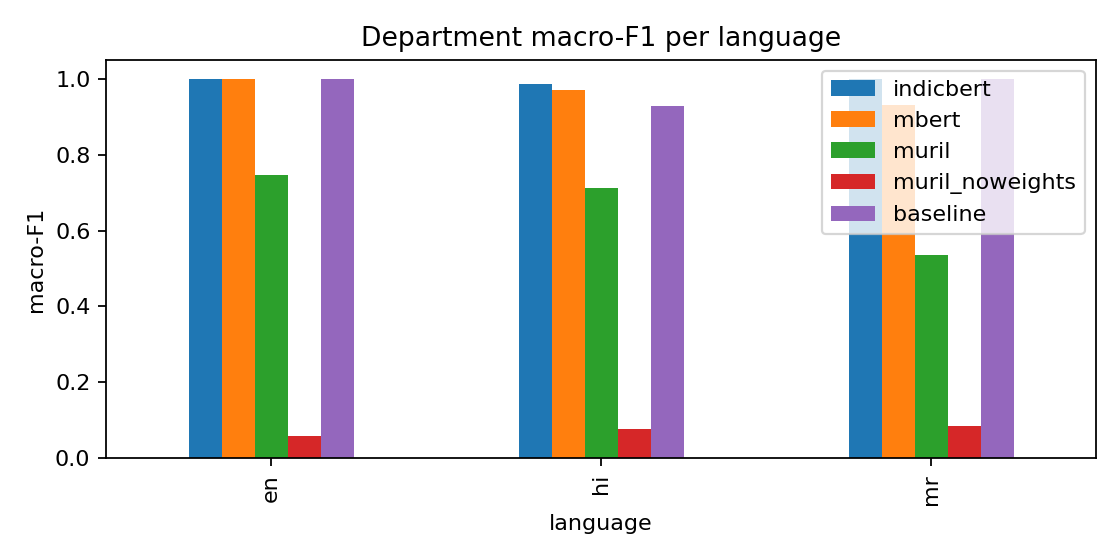 Department macro-F1 per language
1.0
0.8
0.6
0.4
0.2
0.0
macro-F1
indicbert
mbert
muril
muril_noweights
baseline
en
hi
mr
language